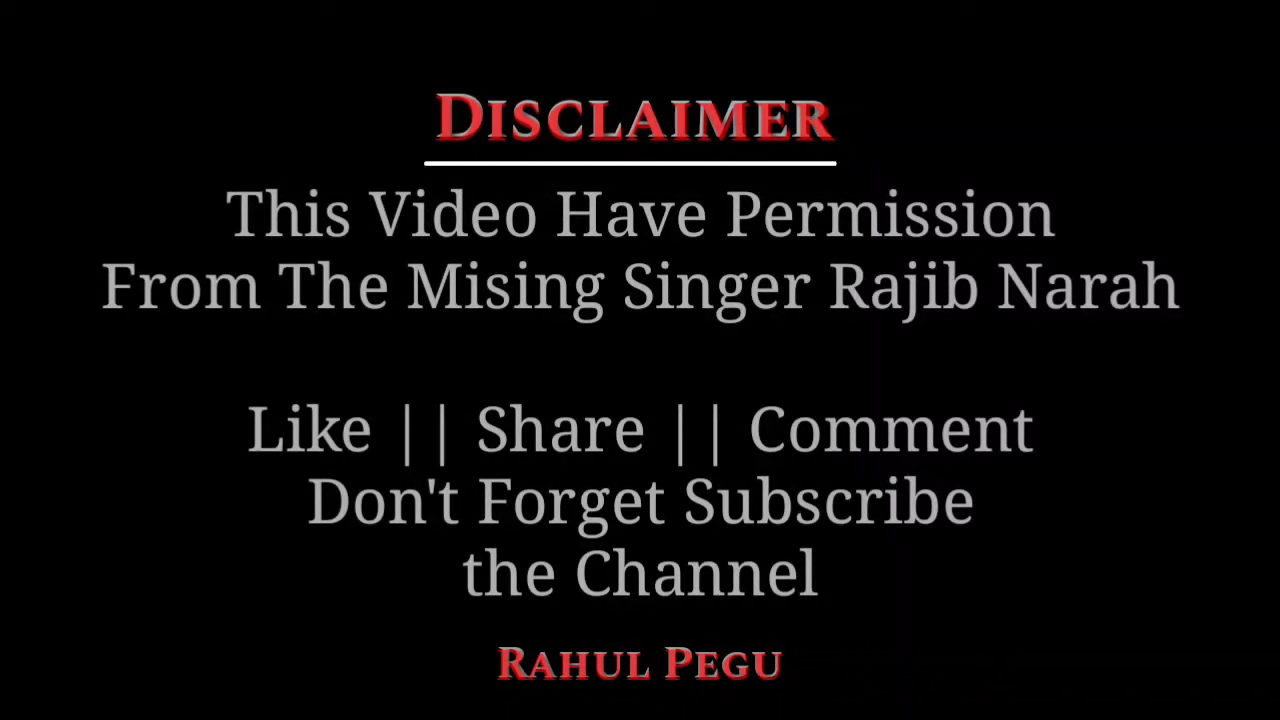 Disclaimer
This Video Have Permission
From The Mising Singer Rajib Narah
Like || Share || Comment
Don't Forget Subscribe
the Channel
Rahul Pegu